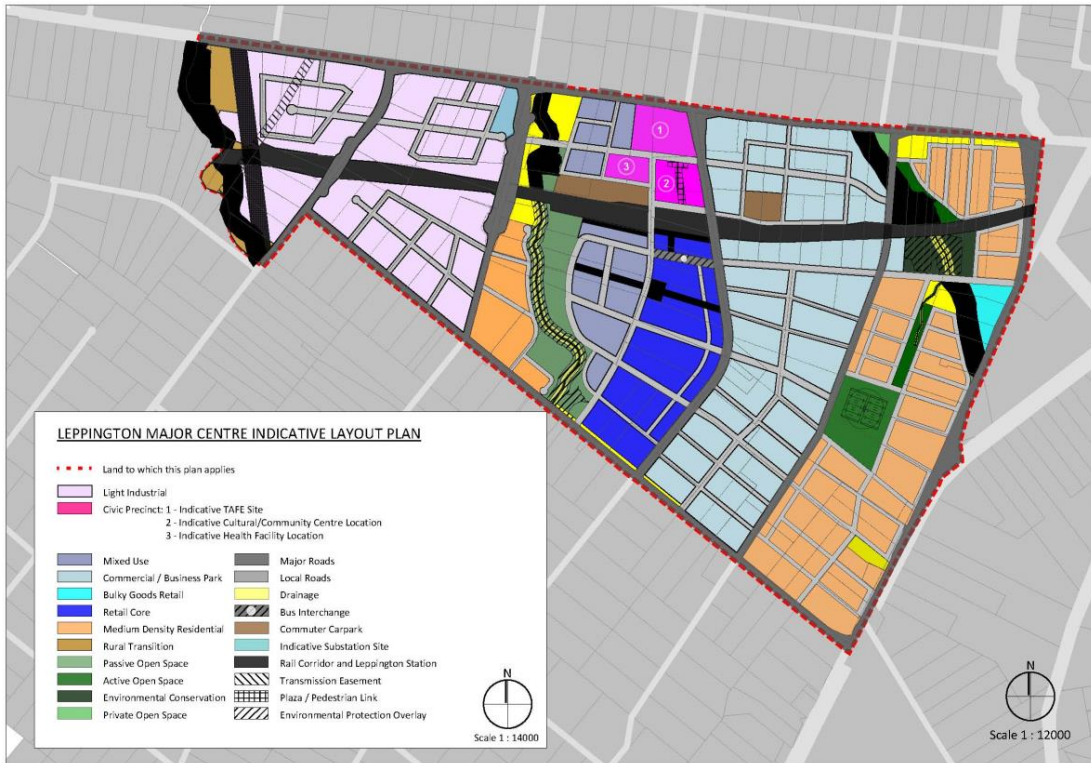 1
3
2
LEPPINGTON MAJOR CENTRE INDICATIVE LAYOUT PLAN
Land to which this plan applies
Light Industrial
Civic Precinct: 1 - Indicative TAFE Site
2 - Indicative Cultural/Community Centre Location
3 - Indicative Health Facility Location
Mixed Use
Commercial / Business Park
Bulky Goods Retail
Retail Core
Medium Density Residential
Rural Transition
Passive Open Space
Active Open Space
Environmental Conservation
Private Open Space
Major Roads
Local Roads
Drainage
Bus Interchange
Commuter Carpark
Indicative Substation Site
Rail Corridor and Leppington Station
Transmission Easement
Plaza / Pedestrian Link
Environmental Protection Overlay
N
Scale 1 : 14000
N
Scale 1 : 12000